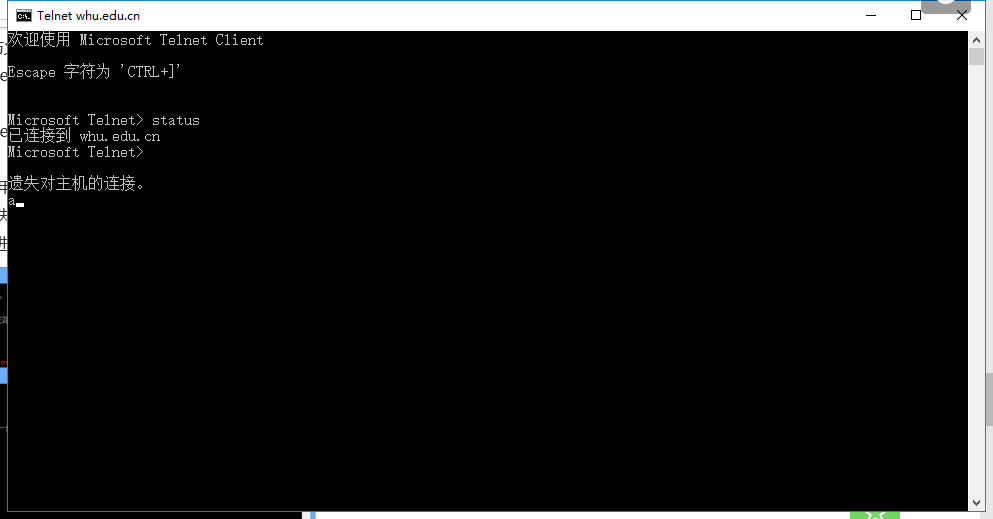 Telnet whu.edu.cn
欢迎使用 Microsoft Telnet Client
Escape 字符为 'CTRL+]'
Microsoft Telnet> status
已连接到 whu.edu.cn
Microsoft Telnet>
遗失对主机的连接。
a